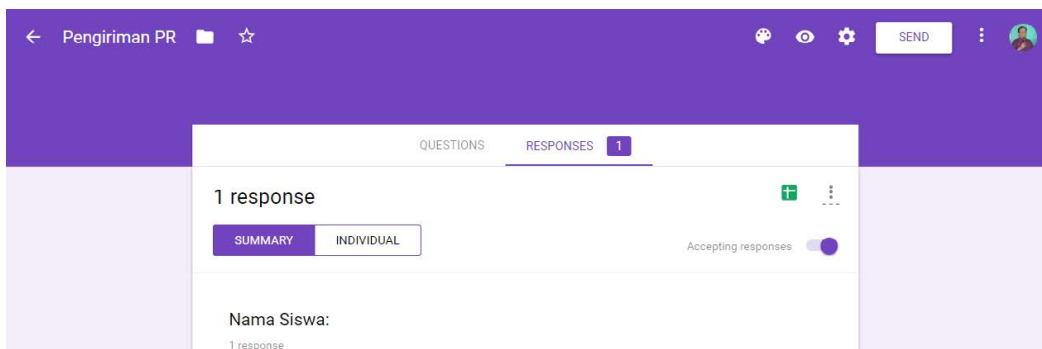 Pengiriman PR
SEND
QUESTIONS RESPONSES 1
1 response
SUMMARY INDIVIDUAL
Accepting responses
Nama Siswa:
1 response